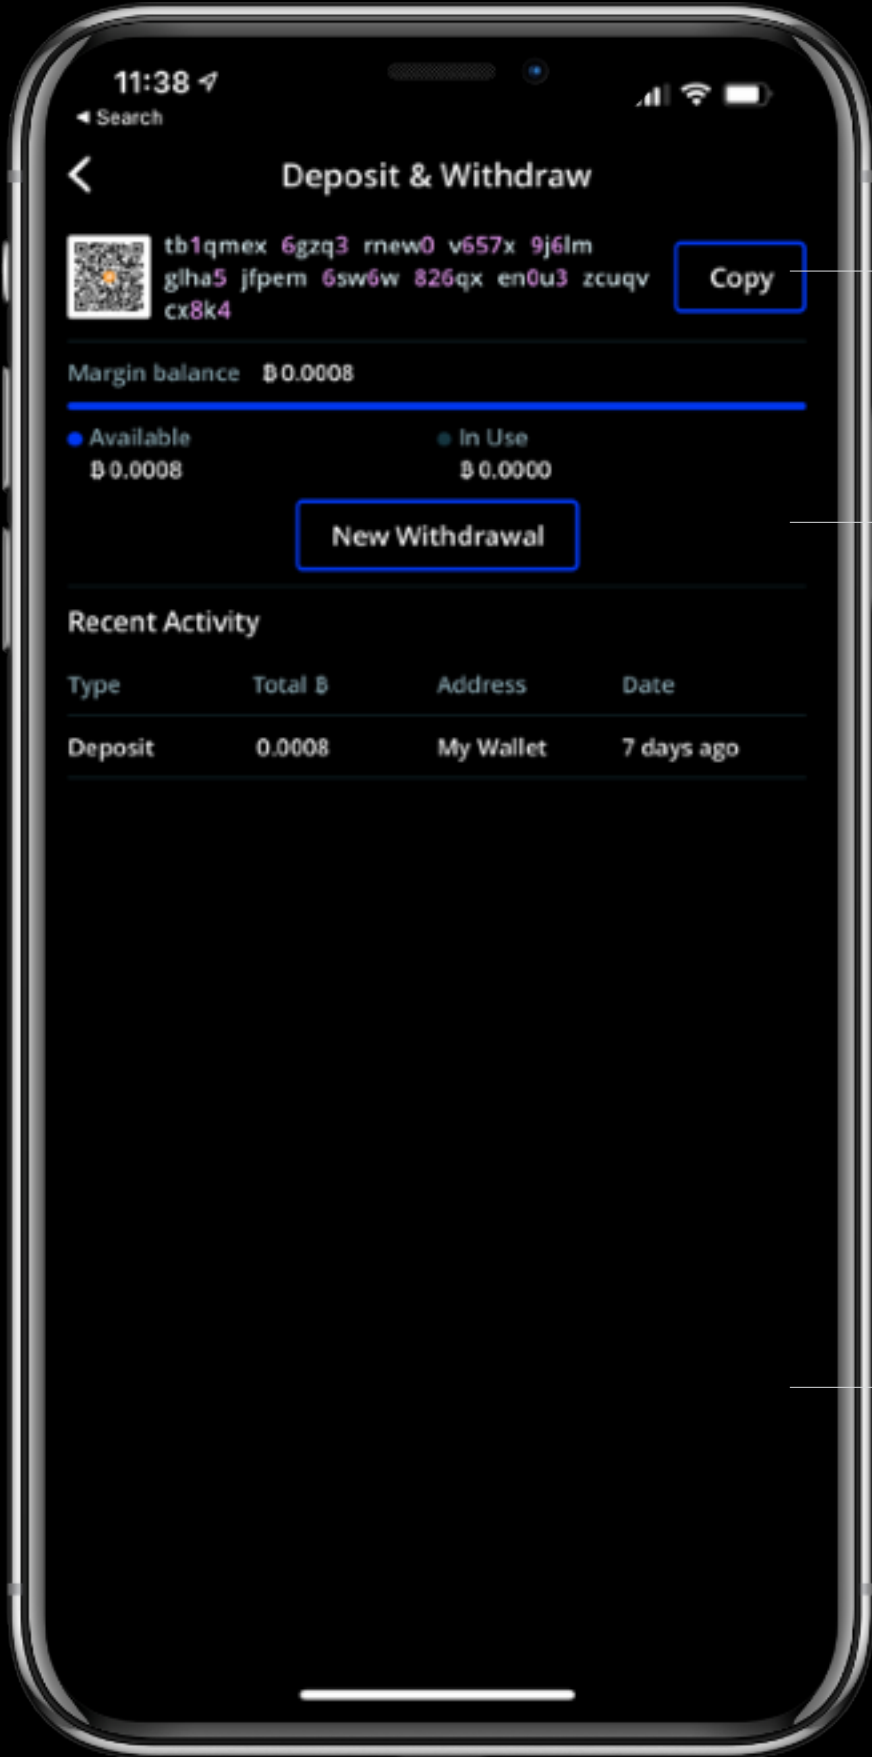 11:38
◀ Search
Deposit & Withdraw
tb1qmex 6gzq3 rnew0 v657x 9j6lm
glha5 jfpem 6sw6w 826qx en0u3 zcuqv
cx8k4
Copy
Margin balance ₿0.0008
Available In Use
₿0.0008 ₿0.0000
New Withdrawal
Recent Activity
Type Total ₿ Address Date
Deposit 0.0008 My Wallet 7 days ago